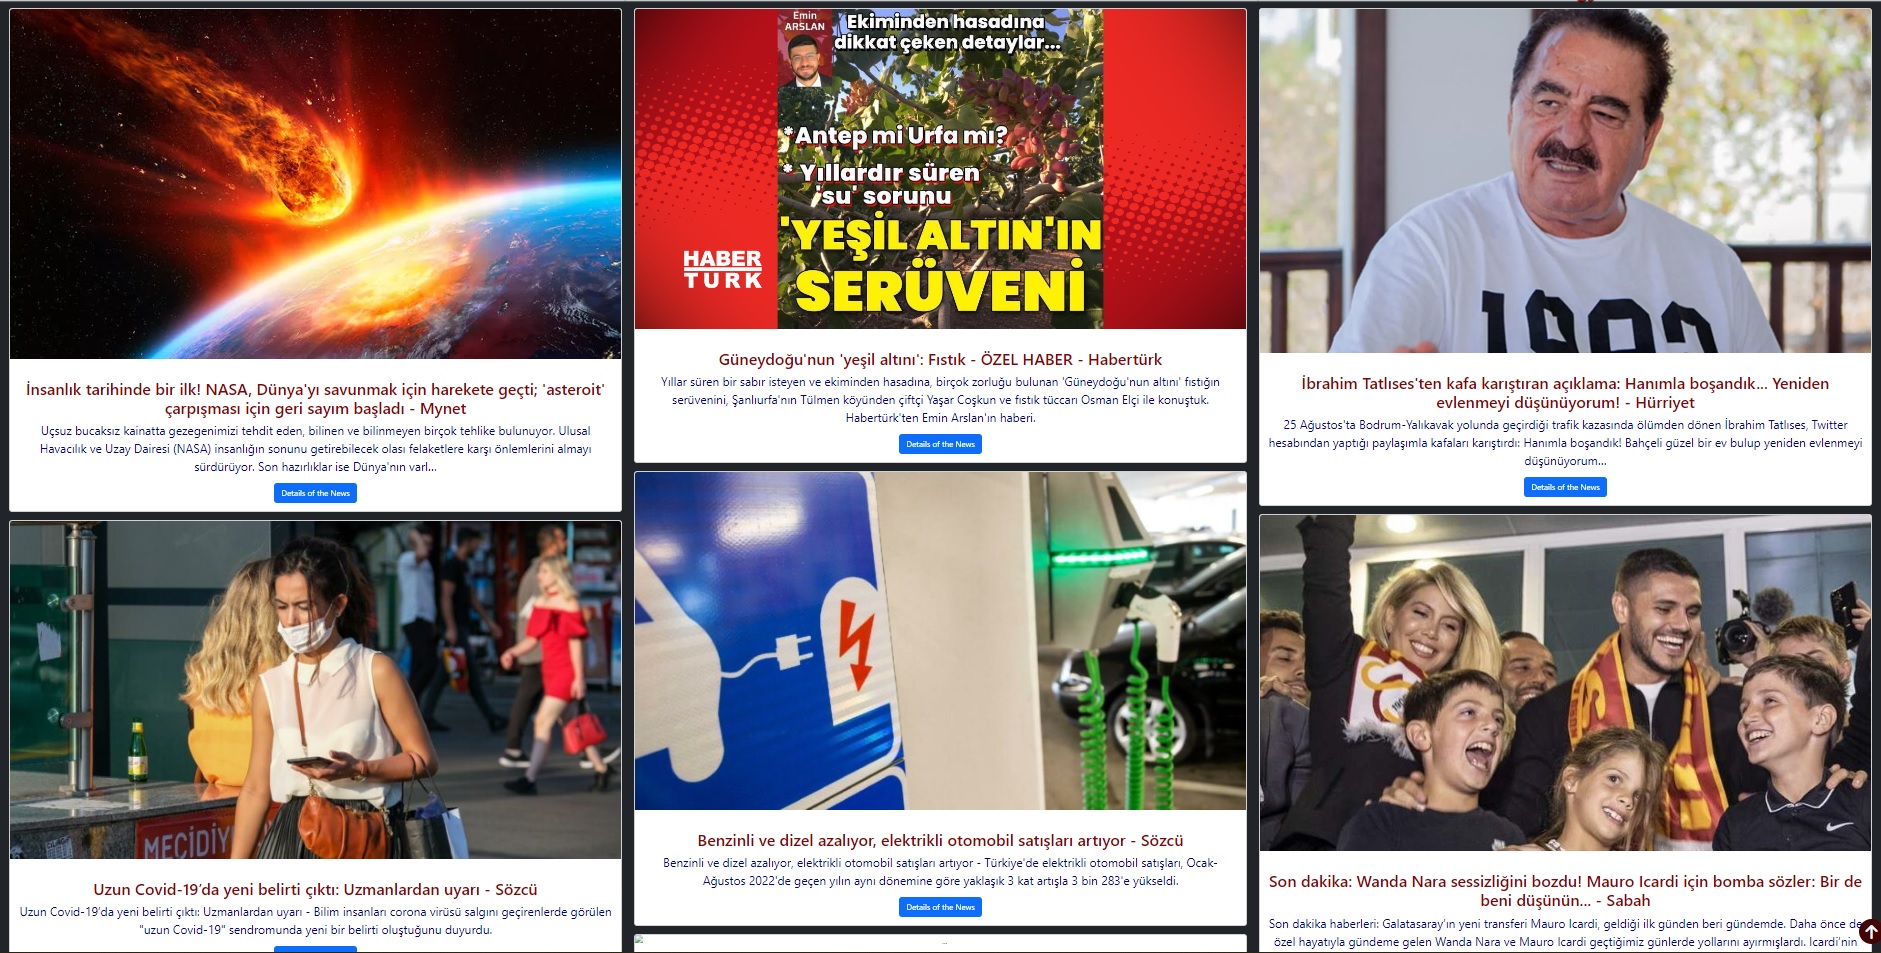 İnsanlık tarihinde bir ilk! NASA, Dünya'yı savunmak için harekete geçti; 'asteroit'
çarpışması için geri sayım başladı - Mynet
Uçsuz bucaksız kainatta gezegenimizi tehdit eden, bilinen ve bilinmeyen birçok tehlike bulunuyor. Ulusal
Havacılık ve Uzay Dairesi (NASA) insanlığın sonunu getirebilecek olası felaketlere karşı önlemlerini almayı
sürdürüyor. Son hazırlıklar ise Dünya'nın varl...
Details of the News
MECİDİY
Uzun Covid-19’da yeni belirti çıktı: Uzmanlardan uyarı - Sözcü
Uzun Covid-19’da yeni belirti çıktı: Uzmanlardan uyarı - Bilim insanları corona virüsü salgını geçirenlerde görülen
"uzun Covid-19" sendromunda yeni bir belirti oluştuğunu duyurdu.
Emin
ARSLAN
Ekiminden hasadına
dikkat çeken detaylar...
*Antep mi Urfa mı?
* Yıllardır süren
'su' sorunu
'YEŞİL ALTIN'IN
SERÜVENİ
HABER
TURK
Güneydoğu'nun 'yeşil altını': Fıstık - ÖZEL HABER - Habertürk
Yıllar süren bir sabır isteyen ve ekiminden hasadına, birçok zorluğu bulunan 'Güneydoğu'nun altını' fıstığın
serüvenini, Şanlıurfa'nın Tülmen köyünden çiftçi Yaşar Coşkun ve fıstık tüccarı Osman Elçi ile konuştuk.
Habertürk'ten Emin Arslan'ın haberi.
Details of the News
Benzinli ve dizel azalıyor, elektrikli otomobil satışları artıyor - Sözcü
Benzinli ve dizel azalıyor, elektrikli otomobil satışları artıyor - Türkiye'de elektrikli otomobil satışları, Ocak-
Ağustos 2022'de geçen yılın aynı dönemine göre yaklaşık 3 kat artışla 3 bin 283'e yükseldi.
Details of the News
...
İbrahim Tatlıses'ten kafa karıştıran açıklama: Hanımla boşandık... Yeniden
evlenmeyi düşünüyorum! - Hürriyet
25 Ağustos'ta Bodrum-Yalıkavak yolunda geçirdiği trafik kazasında ölümden dönen İbrahim Tatlıses, Twitter
hesabından yaptığı paylaşımla kafaları karıştırdı: Hanımla boşandık! Bahçeli güzel bir ev bulup yeniden evlenmeyi
düşünüyorum...
Details of the News
Son dakika: Wanda Nara sessizliğini bozdu! Mauro Icardi için bomba sözler: Bir de
beni düşünün... - Sabah
Son dakika haberleri: Galatasaray’ın yeni transferi Mauro Icardi, geldiği ilk günden beri gündemde. Daha önce de
özel hayatıyla gündeme gelen Wanda Nara ve Mauro Icardi geçtiğimiz günlerde yollarını ayırmışlardı. Icardi’nin